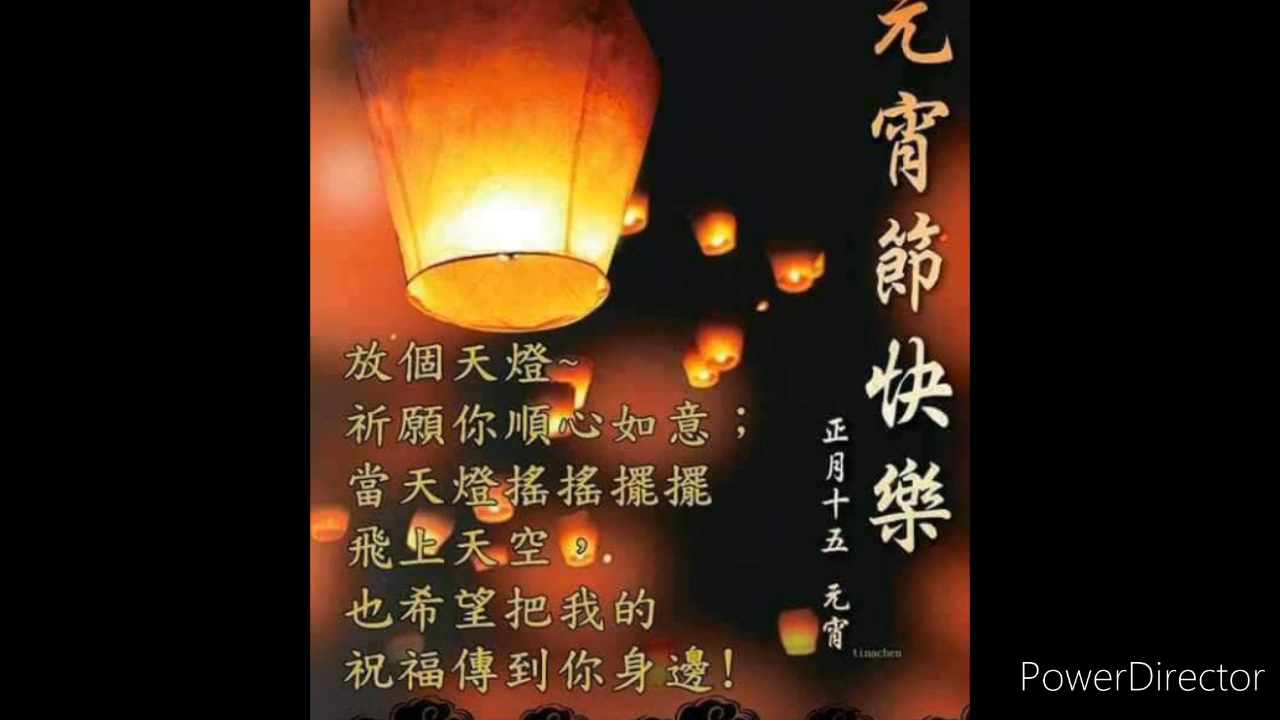 元宵節快樂
正月十五 元宵
放個天燈~
祈願你順心如意；
當天燈搖搖擺擺
飛上天空，.
也希望把我的
祝福傳到你身邊!
tinachen
PowerDirector